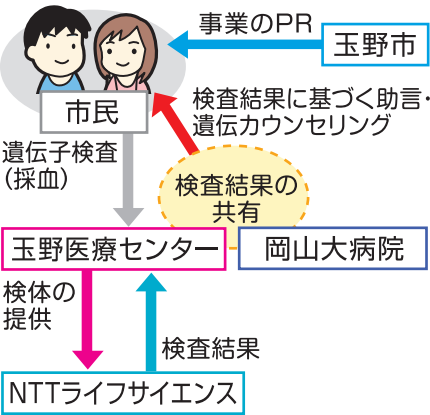 事業のPR
玉野市
市民
検査結果に基づく助言・
遺伝カウンセリング
遺伝子検査
(採血)
検査結果の
共有
玉野医療センター
岡山大病院
検体の
提供
検査結果
NTTライフサイエンス